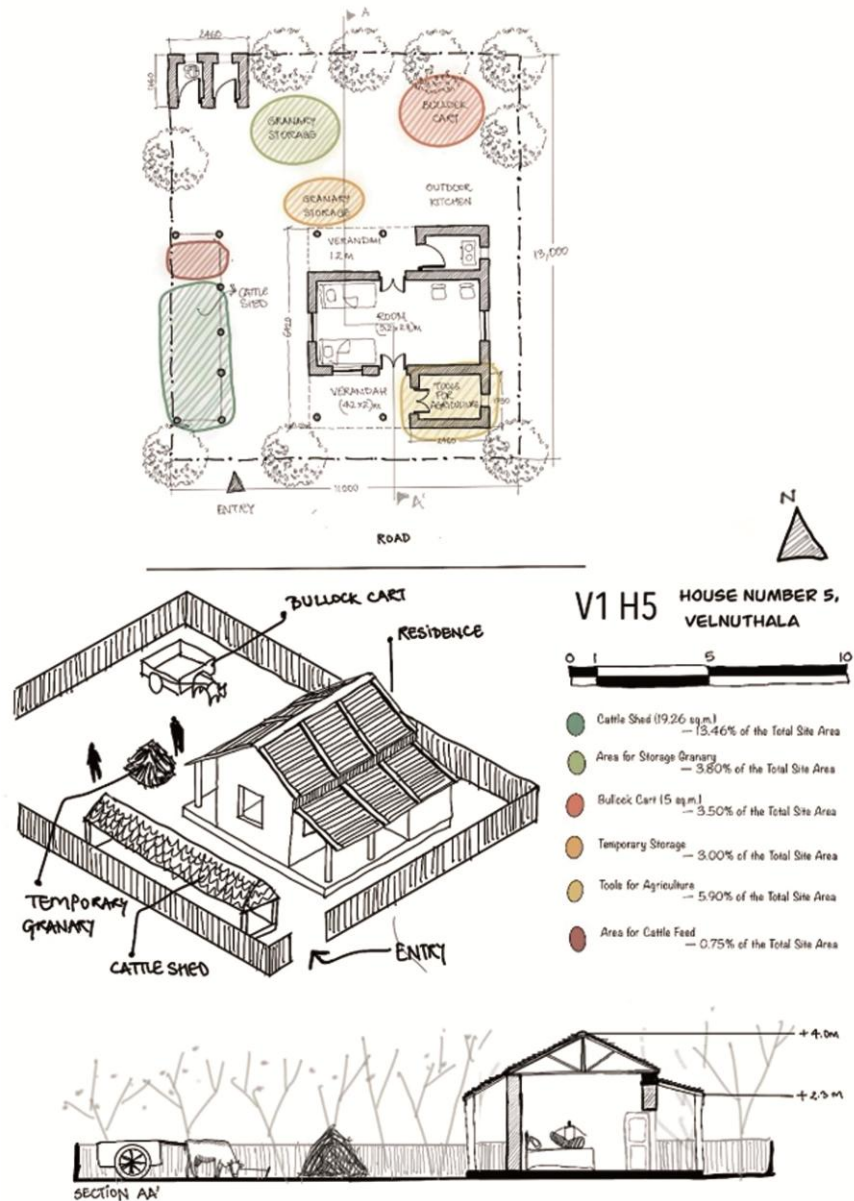 A
2460
1660
GRANARY
STORAGE
BULLOCK
CART
GRANARY
STORAGE
OUTDOOR
KITCHEN
VERANDAH
1.2 M
13,000
CATTLE
SHED
ROOM
VERANDAH
TOOLS
FOR
AGRICULTURE
11000
ENTRY
A'
ROAD
N
BULLOCK CART
RESIDENCE
TEMPORARY
GRANARY
CATTLE SHED
ENTRY
V1 H5 HOUSE NUMBER 5,
VELNUTHALA
0 1 5 10
Cattle Shed (19.26 sq.m.)
— 13.46% of the Total Site Area
Area for Storage Granary
— 3.80% of the Total Site Area
Bullock Cart (5 sq.m.)
— 3.50% of the Total Site Area
Temporary Storage
— 3.00% of the Total Site Area
Tools for Agriculture
— 5.90% of the Total Site Area
Area for Cattle Feed
— 0.75% of the Total Site Area
+4.0m
+2.3M
SECTION AA'